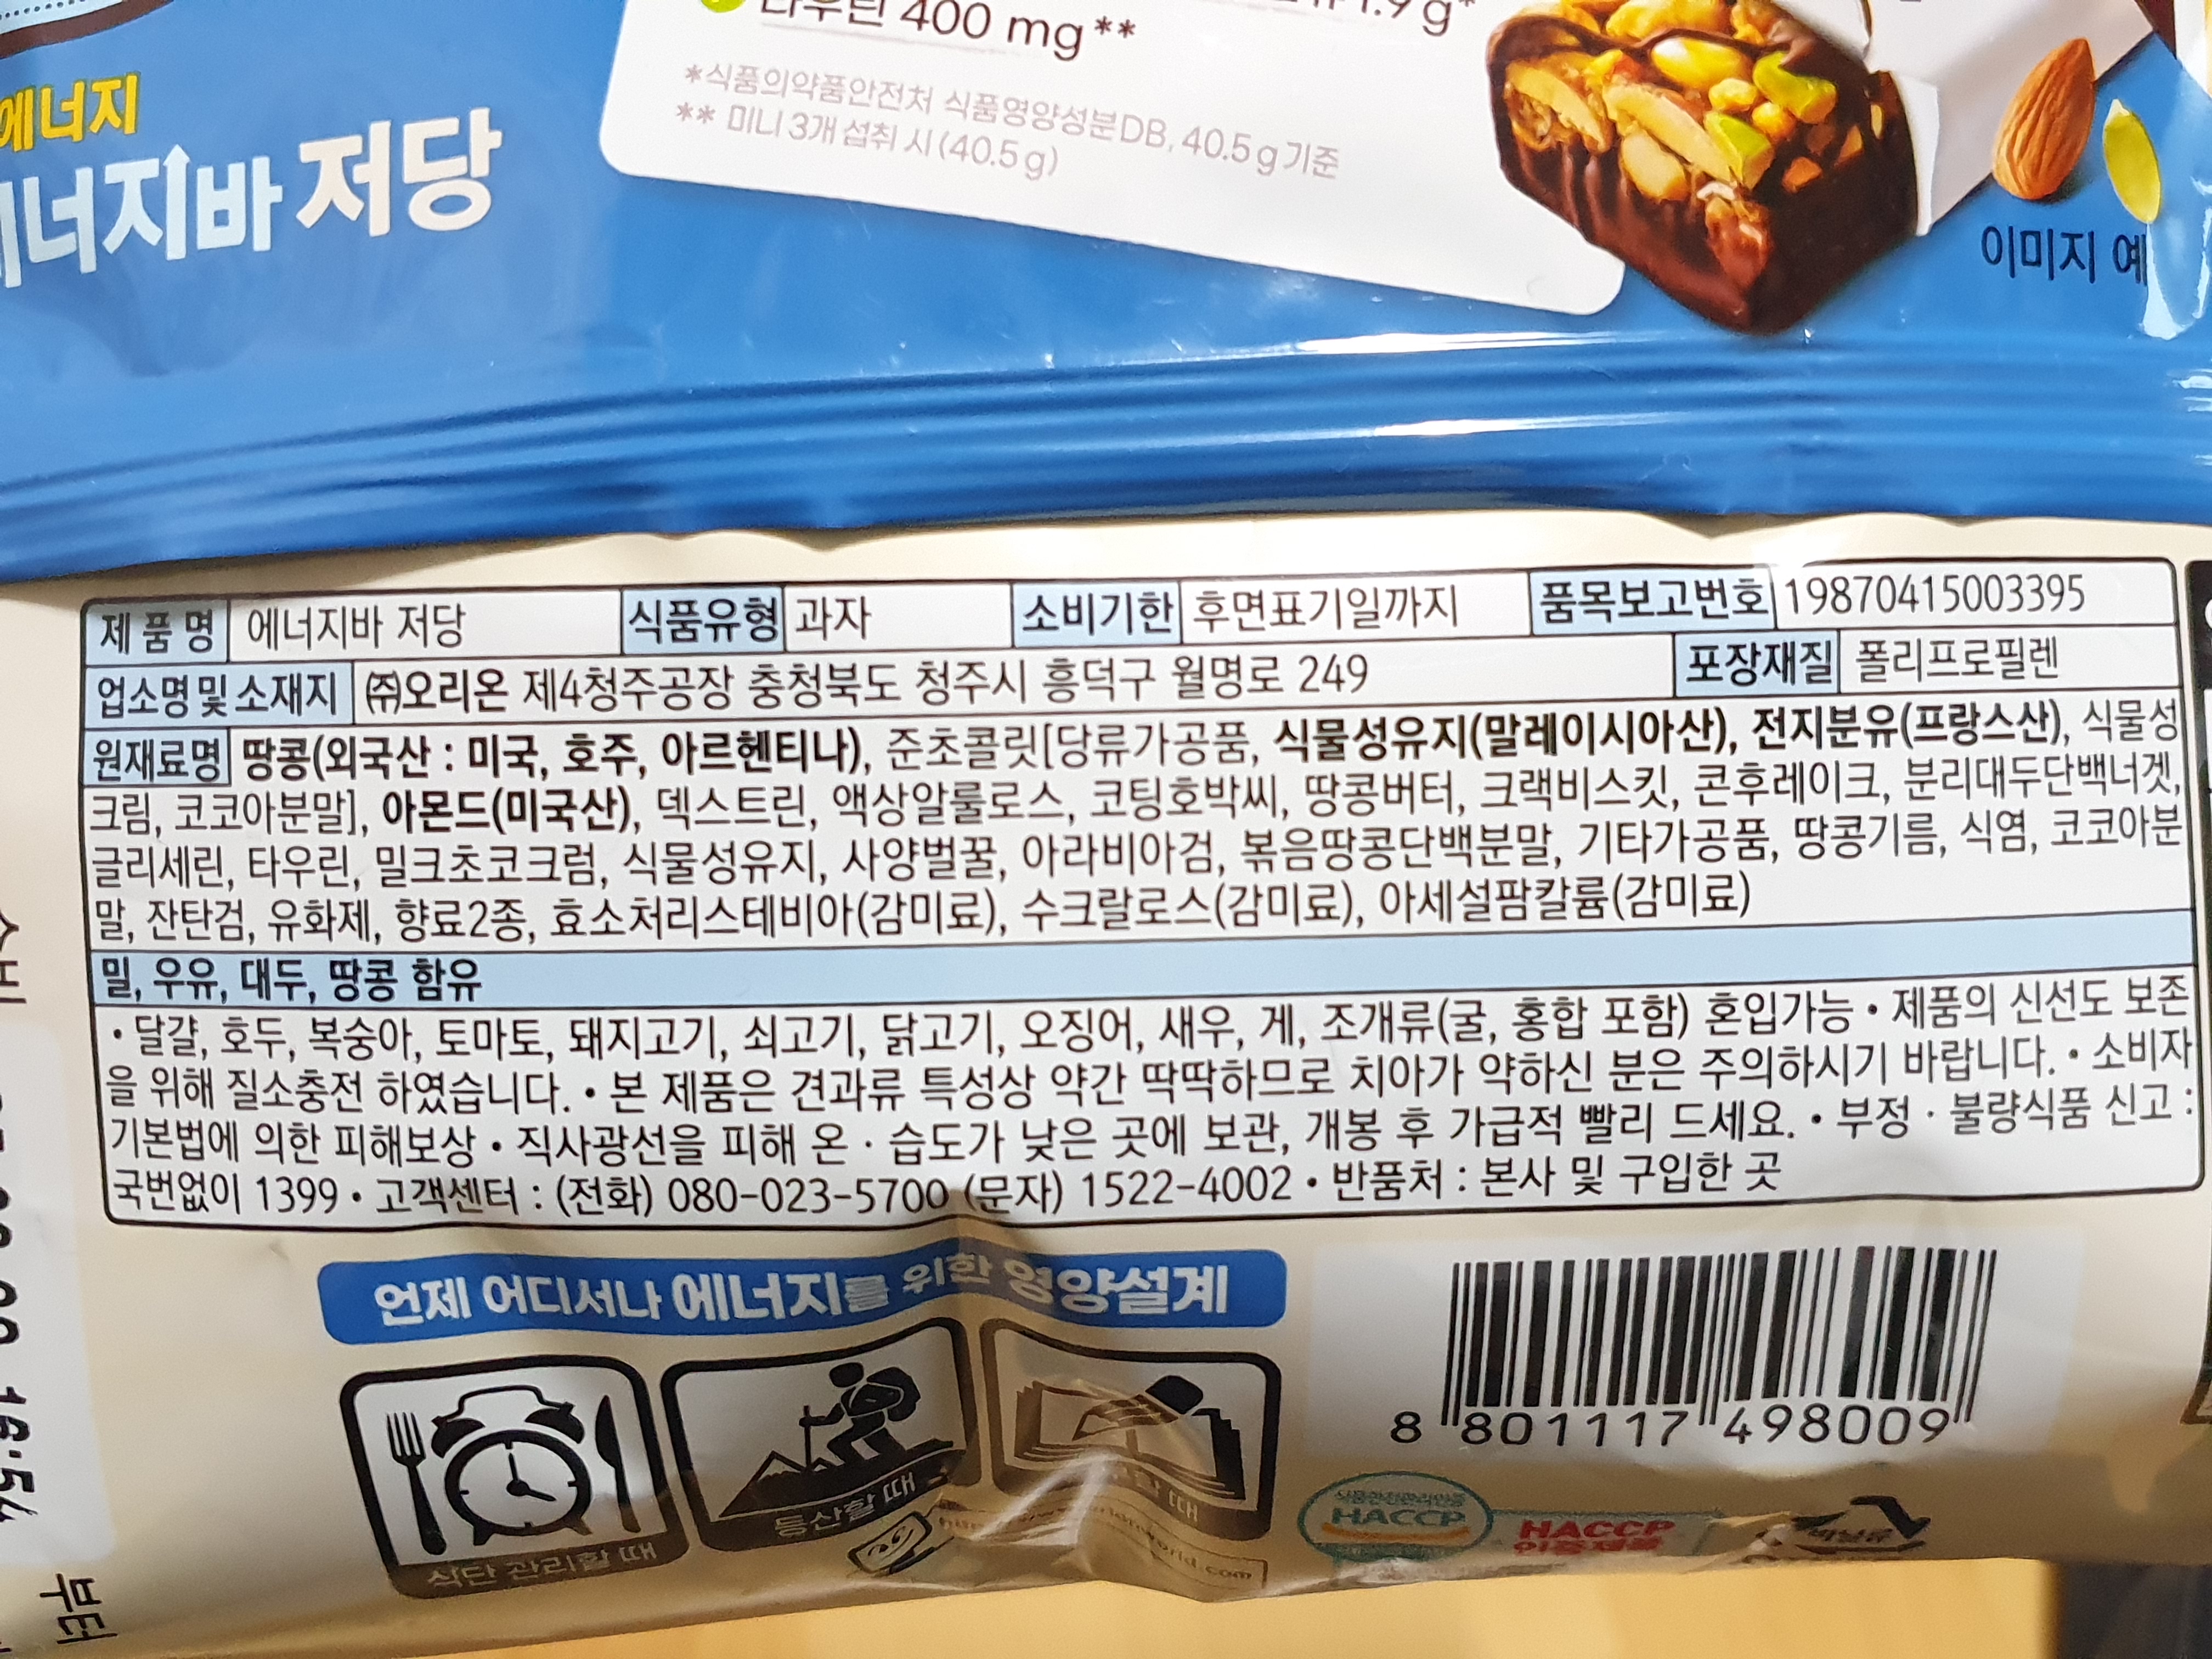 타우린 400 mg**
1.9 g*
*식품의약품안전처 식품영양성분DB, 40.5 g 기준
** 미니 3개 섭취 시 (40.5 g)
에너지
너지바 저당
이미지 예
제 품 명 에너지바 저당 식품유형 과자 소비기한 후면표기일까지 품목보고번호 19870415003395
업소명 및 소재지 ㈜오리온 제4청주공장 충청북도 청주시 흥덕구 월명로 249 포장재질 폴리프로필렌
원재료명 땅콩(외국산 : 미국, 호주, 아르헨티나), 준초콜릿[당류가공품, 식물성유지(말레이시아산), 전지분유(프랑스산), 식물성
크림, 코코아분말], 아몬드(미국산), 덱스트린, 액상알룰로스, 코팅호박씨, 땅콩버터, 크랙비스킷, 콘후레이크, 분리대두단백너겟,
글리세린, 타우린, 밀크초코크럼, 식물성유지, 사양벌꿀, 아라비아검, 볶음땅콩단백분말, 기타가공품, 땅콩기름, 식염, 코코아분
말, 잔탄검, 유화제, 향료2종, 효소처리스테비아(감미료), 수크랄로스(감미료), 아세설팜칼륨(감미료)
밀, 우유, 대두, 땅콩 함유
• 달걀, 호두, 복숭아, 토마토, 돼지고기, 쇠고기, 닭고기, 오징어, 새우, 게, 조개류(굴, 홍합 포함) 혼입가능 • 제품의 신선도 보존
을 위해 질소충전 하였습니다. • 본 제품은 견과류 특성상 약간 딱딱하므로 치아가 약하신 분은 주의하시기 바랍니다. • 소비자
기본법에 의한 피해보상 • 직사광선을 피해 온 · 습도가 낮은 곳에 보관, 개봉 후 가급적 빨리 드세요. • 부정 · 불량식품 신고 :
국번없이 1399 • 고객센터 : (전화) 080-023-5700 (문자) 1522-4002 • 반품처 : 본사 및 구입한 곳
언제 어디서나 에너지를 위한 영양설계
식단 관리할 때
등산할 때
때
8 801117 498009
식품안전관리인증
HACCP
HACCP
인증제품
비닐류
16:54
부터